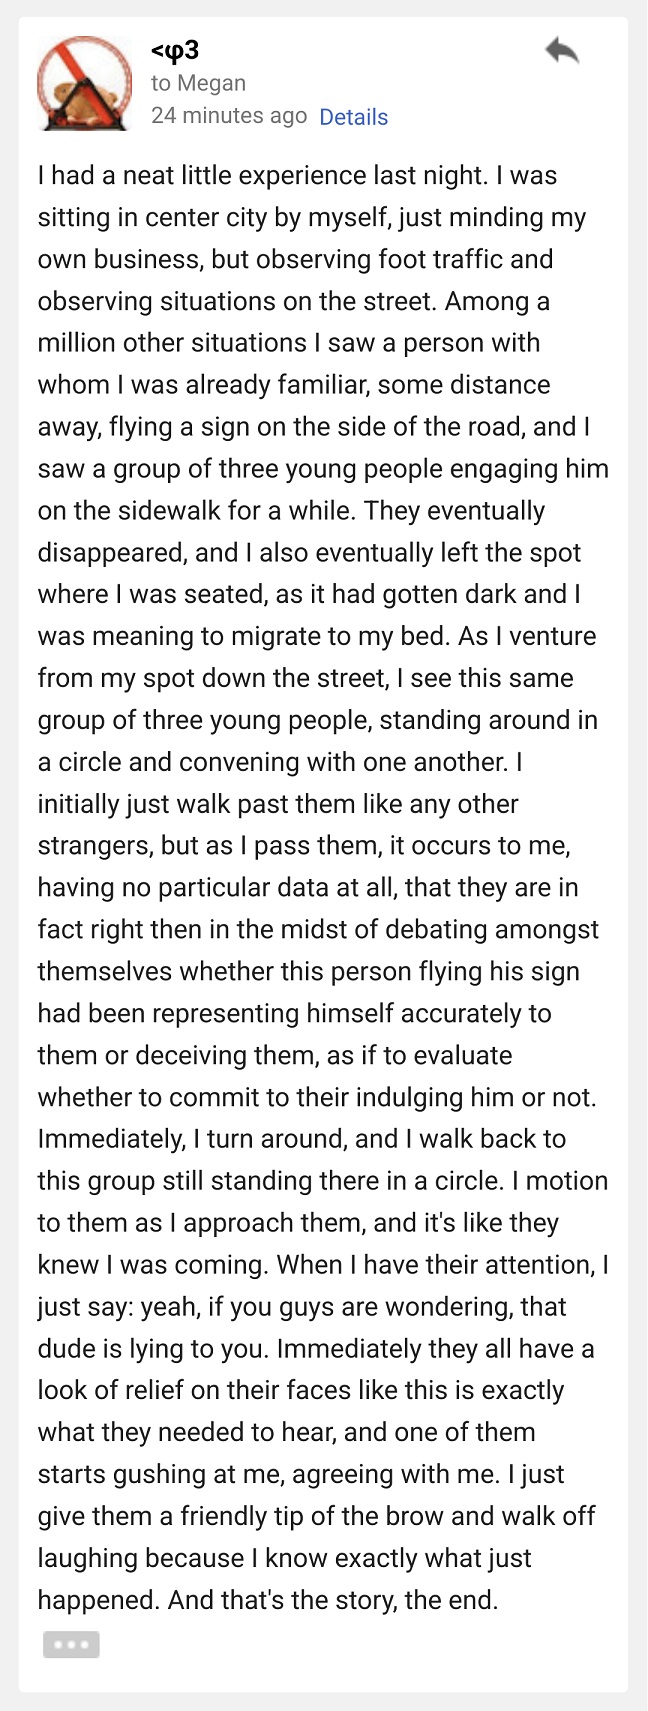 <φ3
to Megan
24 minutes ago Details
I had a neat little experience last night. I was
sitting in center city by myself, just minding my
own business, but observing foot traffic and
observing situations on the street. Among a
million other situations I saw a person with
whom I was already familiar, some distance
away, flying a sign on the side of the road, and I
saw a group of three young people engaging him
on the sidewalk for a while. They eventually
disappeared, and I also eventually left the spot
where I was seated, as it had gotten dark and I
was meaning to migrate to my bed. As I venture
from my spot down the street, I see this same
group of three young people, standing around in
a circle and convening with one another. I
initially just walk past them like any other
strangers, but as I pass them, it occurs to me,
having no particular data at all, that they are in
fact right then in the midst of debating amongst
themselves whether this person flying his sign
had been representing himself accurately to
them or deceiving them, as if to evaluate
whether to commit to their indulging him or not.
Immediately, I turn around, and I walk back to
this group still standing there in a circle. I motion
to them as I approach them, and it's like they
knew I was coming. When I have their attention, I
just say: yeah, if you guys are wondering, that
dude is lying to you. Immediately they all have a
look of relief on their faces like this is exactly
what they needed to hear, and one of them
starts gushing at me, agreeing with me. I just
give them a friendly tip of the brow and walk off
laughing because I know exactly what just
happened. And that's the story, the end.